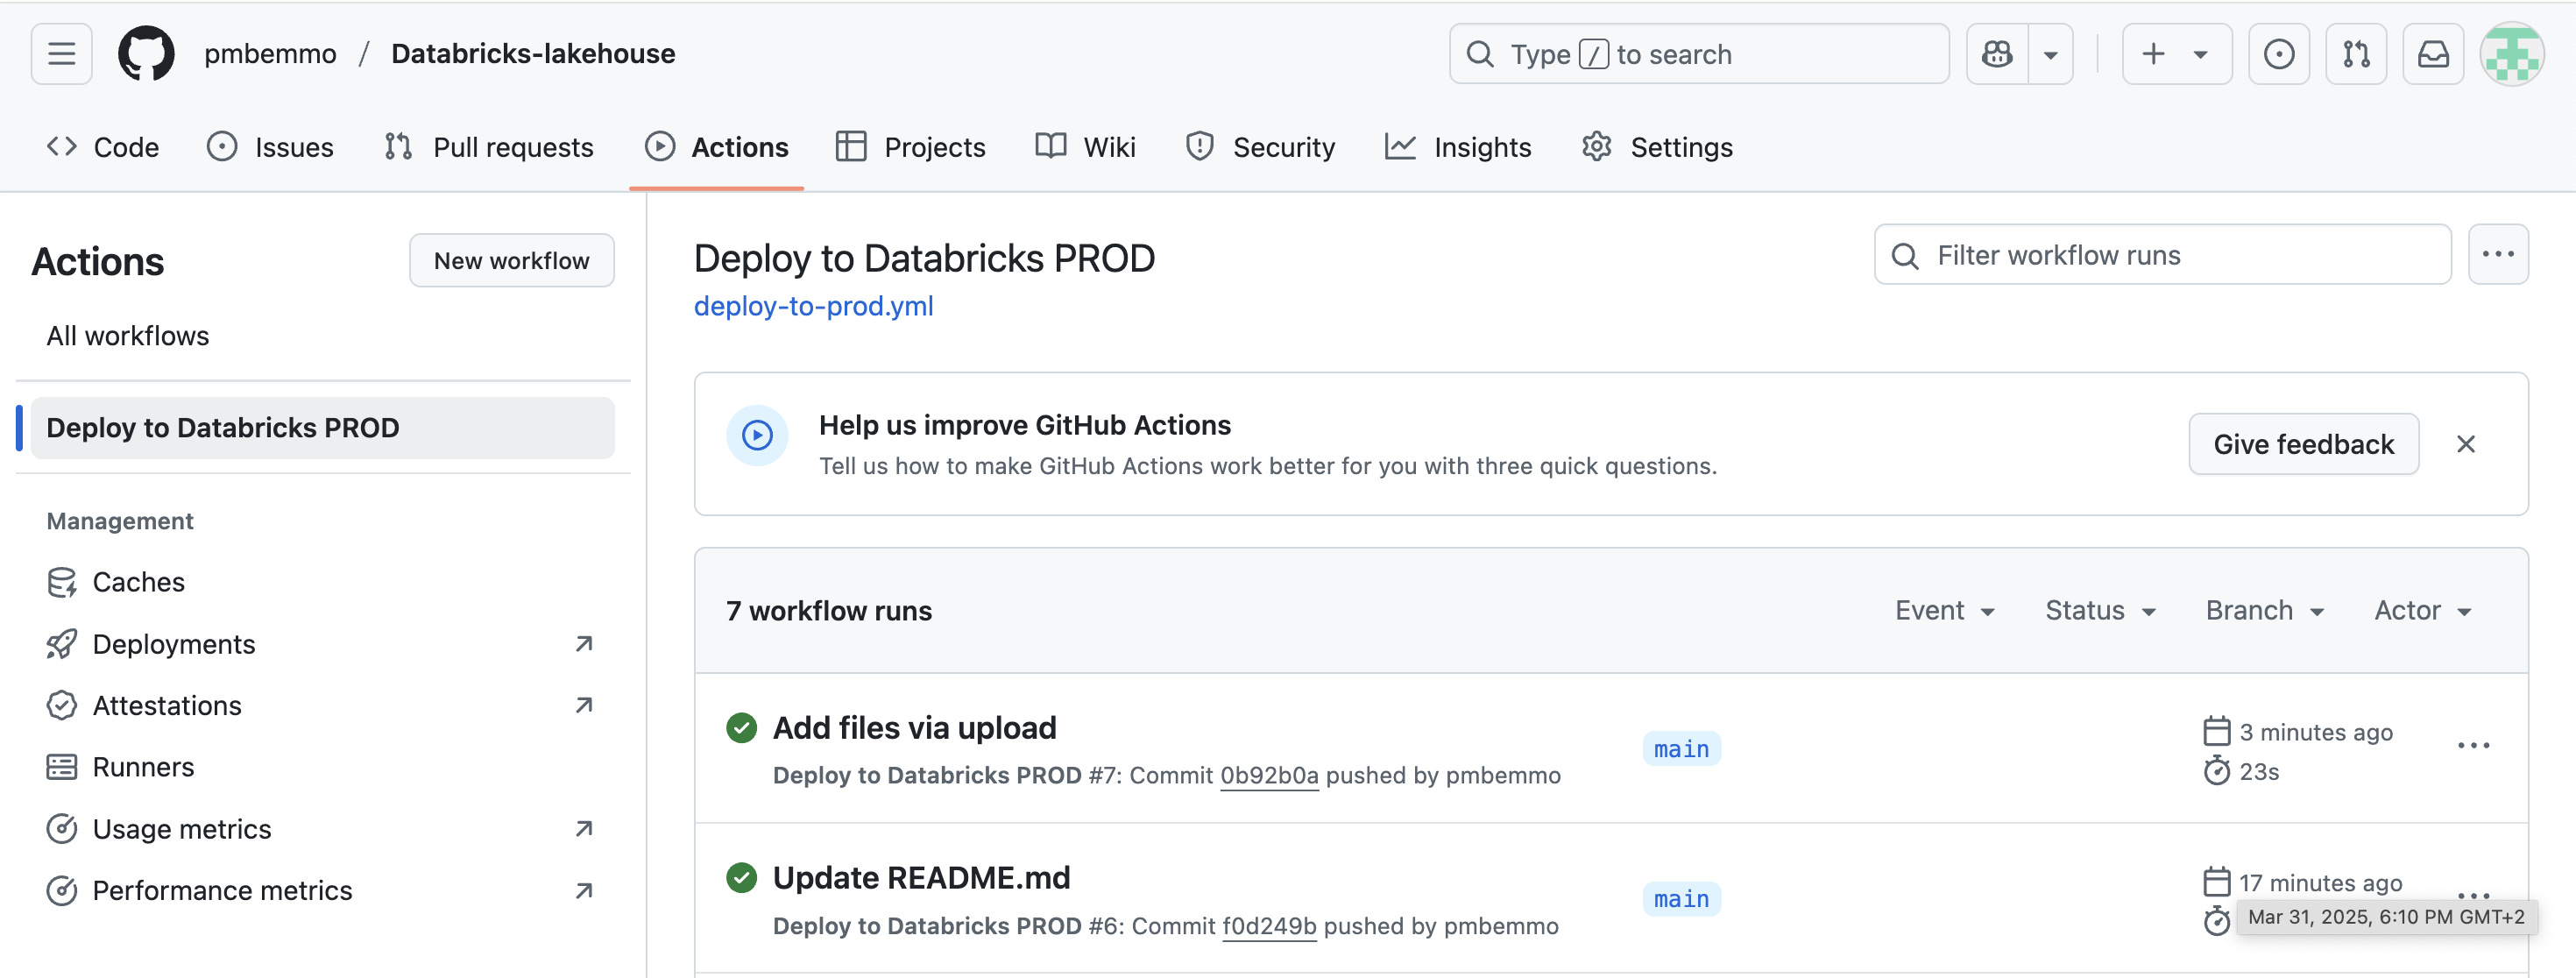 pmbemmo / Databricks-lakehouse
Type / to search
Code
Issues
Pull requests
Actions
Projects
Wiki
Security
Insights
Settings
Actions
New workflow
All workflows
Deploy to Databricks PROD
Management
Caches
Deployments
Attestations
Runners
Usage metrics
Performance metrics
Deploy to Databricks PROD
deploy-to-prod.yml
Filter workflow runs
Help us improve GitHub Actions
Tell us how to make GitHub Actions work better for you with three quick questions.
Give feedback
7 workflow runs
Event
Status
Branch
Actor
Add files via upload
Deploy to Databricks PROD #7: Commit 0b92b0a pushed by pmbemmo
main
3 minutes ago
23s
Update README.md
Deploy to Databricks PROD #6: Commit f0d249b pushed by pmbemmo
main
17 minutes ago
Mar 31, 2025, 6:10 PM GMT+2